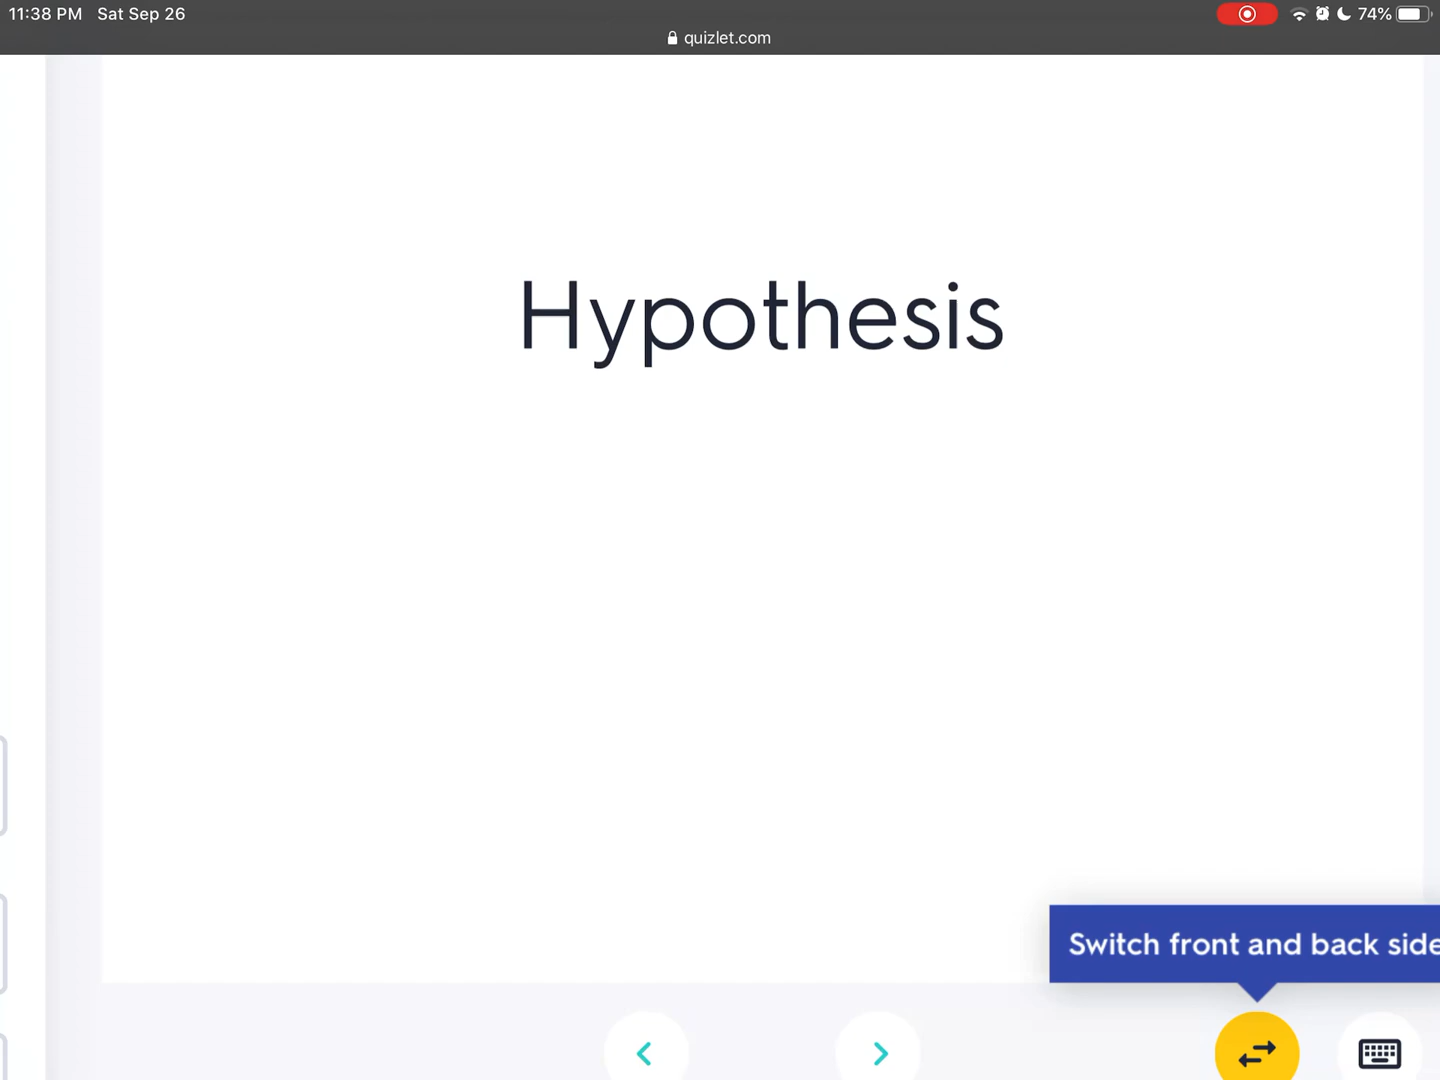 11:38 PM Sat Sep 26
74%
quizlet.com
Hypothesis
Switch front and back side